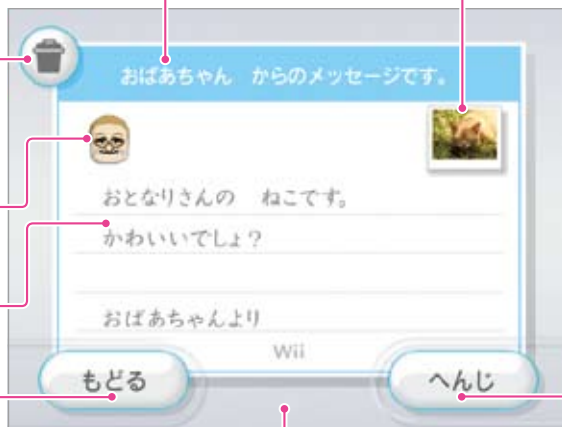 おばあちゃん　からのメッセージです。
おとなりさんの　ねこです。
かわいいでしょ？
おばあちゃんより
Wii
もどる
へんじ